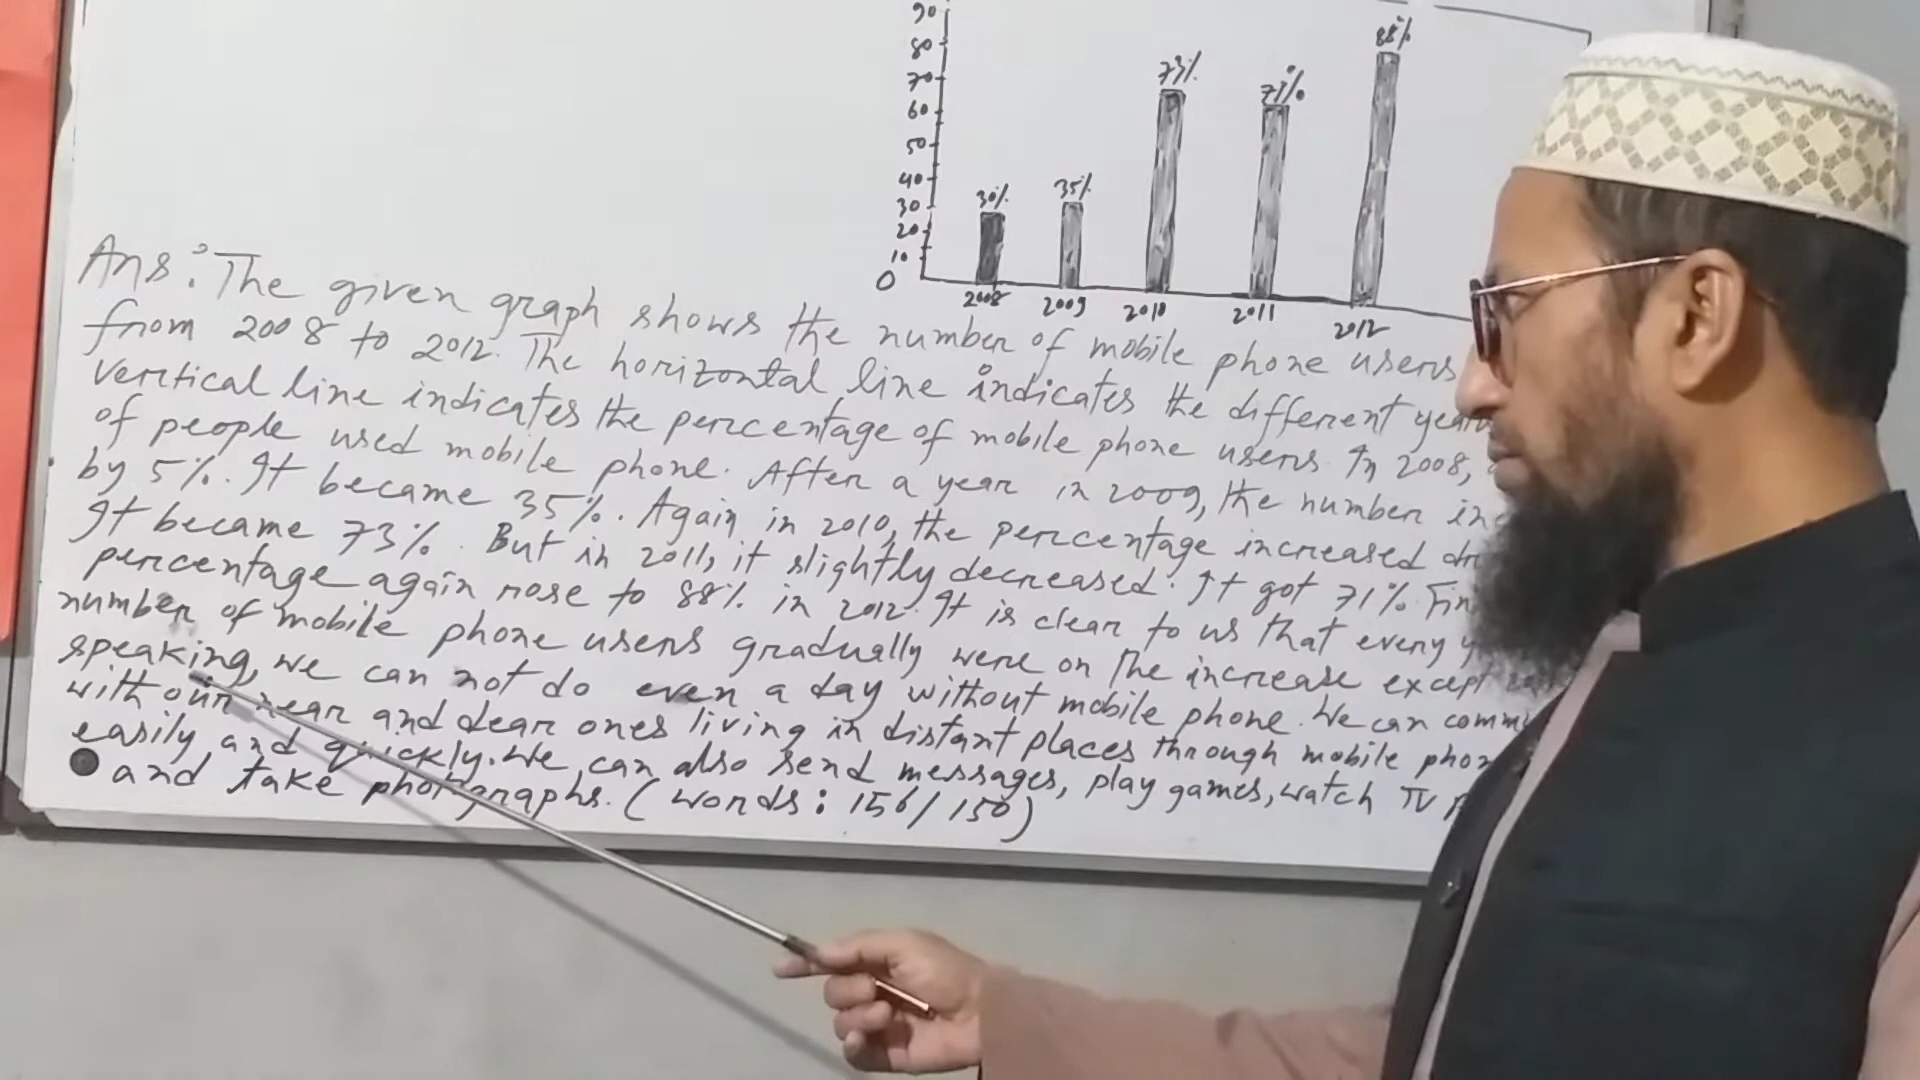 90
80
70
60
50
40
30
20
10
0
30%
35%
73%
71%
88%
2008
2009
2010
2011
2012
Ans: The given graph shows the number of mobile phone users
from 2008 to 2012. The horizontal line indicates the different years
vertical line indicates the percentage of mobile phone users. In 2008,
of people used mobile phone. After a year in 2009, the number
by 5%. It became 35%. Again in 2010, the percentage increased
It became 73%. But in 2011, it slightly decreased. It got 71%.
percentage again rose to 88% in 2012. It is clear to us that every
number of mobile phone users gradually were on the increase except
speaking, we can not do even a day without mobile phone. We can
with our near and dear ones living in distant places through mobile
easily and quickly. We can also send messages, play games, watch TV
and take photographs. (Words: 156/150)